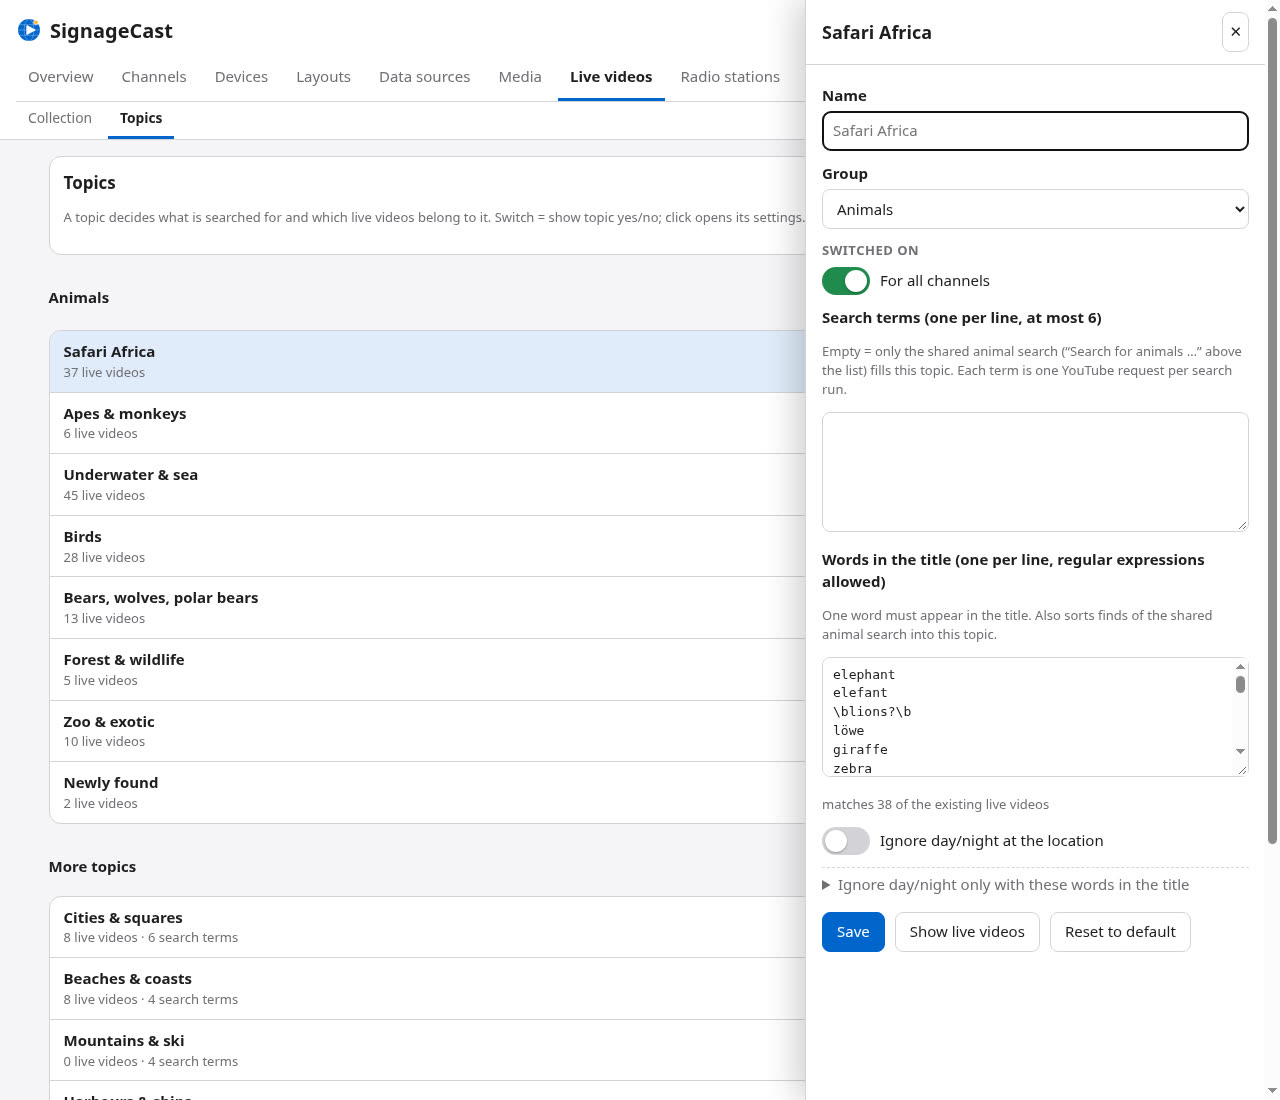 SignageCast
Overview Channels Devices Layouts Data sources Media Live videos Radio stations
Collection Topics
Topics
A topic decides what is searched for and which live videos belong to it. Switch = show topic yes/no; click opens its settings.
Animals
Safari Africa
37 live videos
Apes & monkeys
6 live videos
Underwater & sea
45 live videos
Birds
28 live videos
Bears, wolves, polar bears
13 live videos
Forest & wildlife
5 live videos
Zoo & exotic
10 live videos
Newly found
2 live videos
More topics
Cities & squares
8 live videos · 6 search terms
Beaches & coasts
8 live videos · 4 search terms
Mountains & ski
0 live videos · 4 search terms
Safari Africa
×
Name
Safari Africa
Group
Animals
SWITCHED ON
For all channels
Search terms (one per line, at most 6)
Empty = only the shared animal search (“Search for animals ...” above
the list) fills this topic. Each term is one YouTube request per search
run.
Words in the title (one per line, regular expressions
allowed)
One word must appear in the title. Also sorts finds of the shared
animal search into this topic.
elephant
elefant
\blions?\b
löwe
giraffe
zebra
matches 38 of the existing live videos
Ignore day/night at the location
Ignore day/night only with these words in the title
Save Show live videos Reset to default